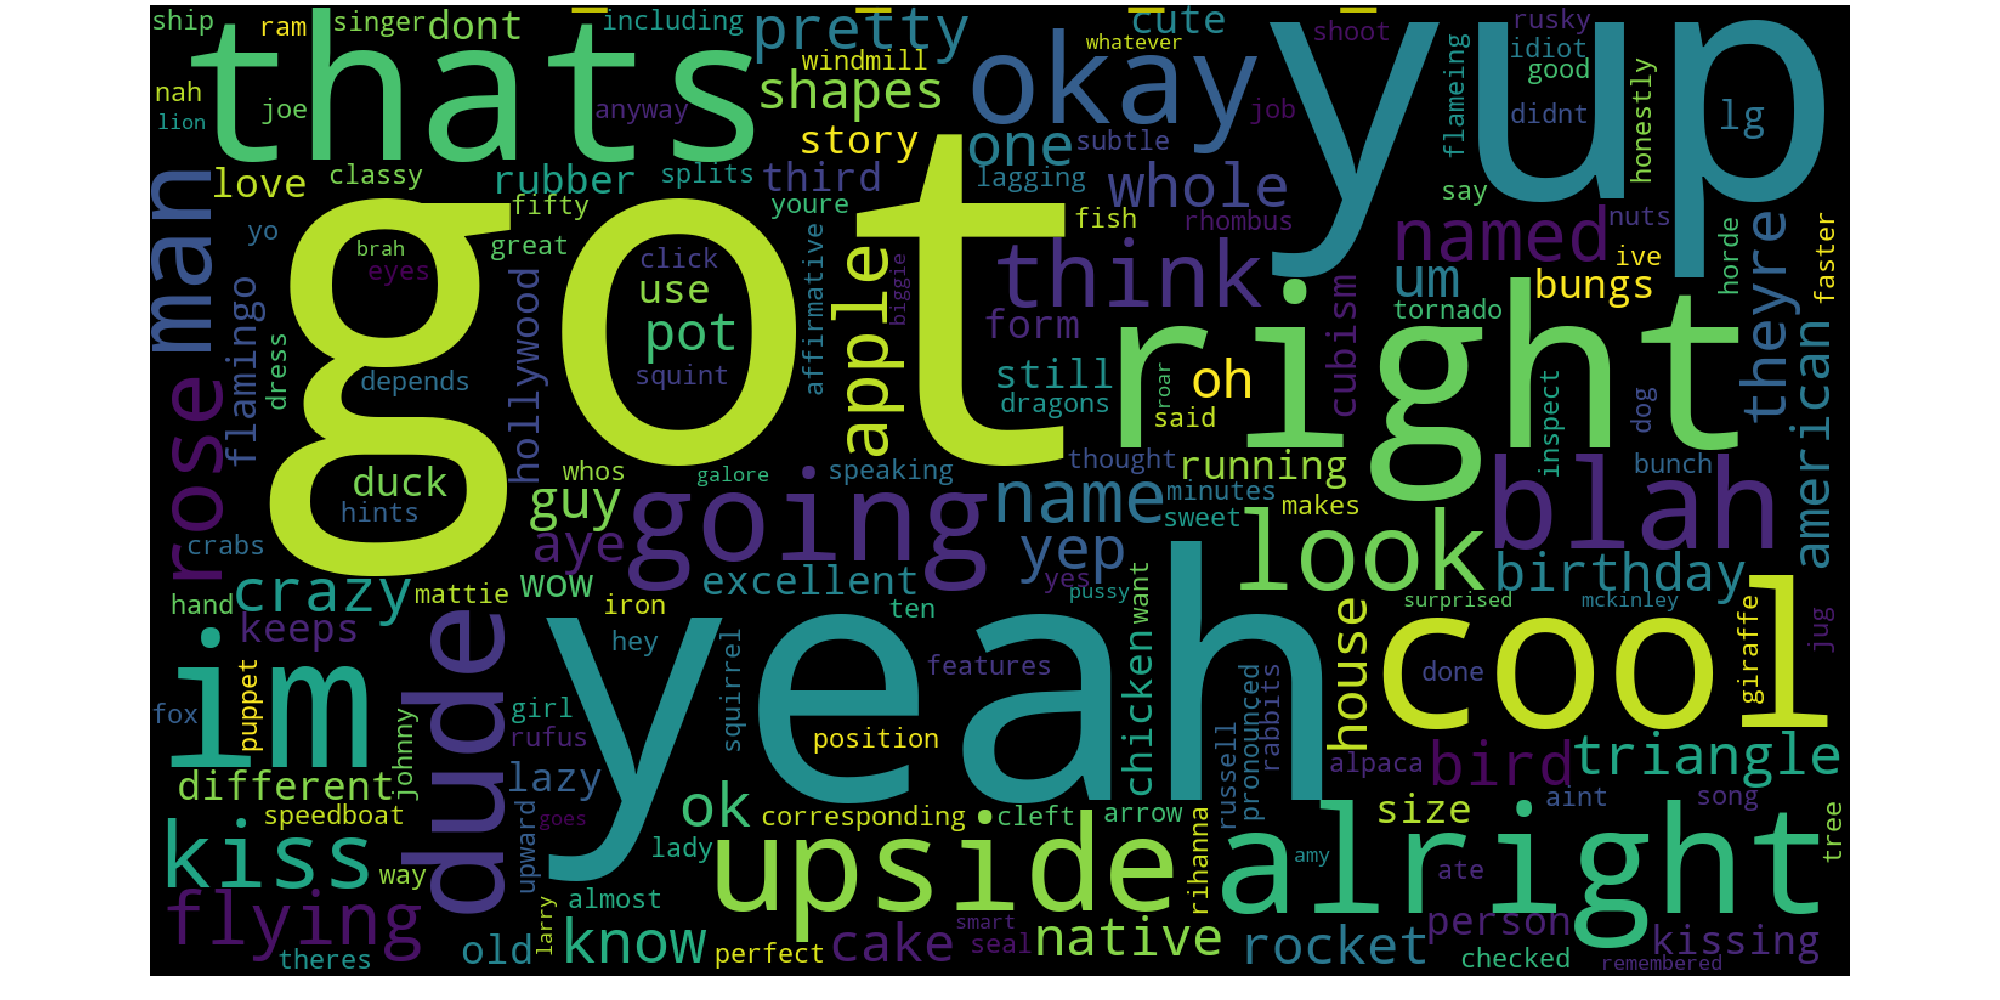 ship
ram
singer
dont
including
pretty
cute
whatever
shoot
rusky
thats
yup
okay
windmill
idiot
good
nah
joe
anyway
shapes
job
flameing
didnt
honestly
lg
lion
story
one
subtle
man
love
classy
rubber
splits
third
lagging
whole
say
got
fifty
youre
fish
rhombus
named
nuts
theyre
yo
brah
great
eyes
click
affirmative
apple
biggie
think
um
bungs
ive
horde
faster
flamingo
hollywood
use
pot
form
right
cubism
tornado
dress
depends
squint
still
dragons
roar
oh
said
inspect
dog
american
rose
duck
whos
galore
speaking
thought
running
bunch
hints
guy
going
name
minutes
makes
blah
crabs
aye
yep
sweet
look
hand
crazy
mattie
wow
excellent
yes
pussy
want
birthday
iron
ten
surprised
mckinley
keeps
hey
yeah
house
cool
giraffe
jug
im
puppet
dude
squirrel
features
chicken
done
fox
johnny
girl
rufus
position
russell
pronounced
rabbits
alpaca
bird
triangle
different
lazy
speedboat
upward
goes
ok
corresponding
cleft
arrow
size
aint
song
tree
kiss
way
lady
upside
rihanna
alright
amy
ate
flying
almost
larry
smart
person
theres
old
know
perfect
cake
seal
native
rocket
checked
kissing
remembered